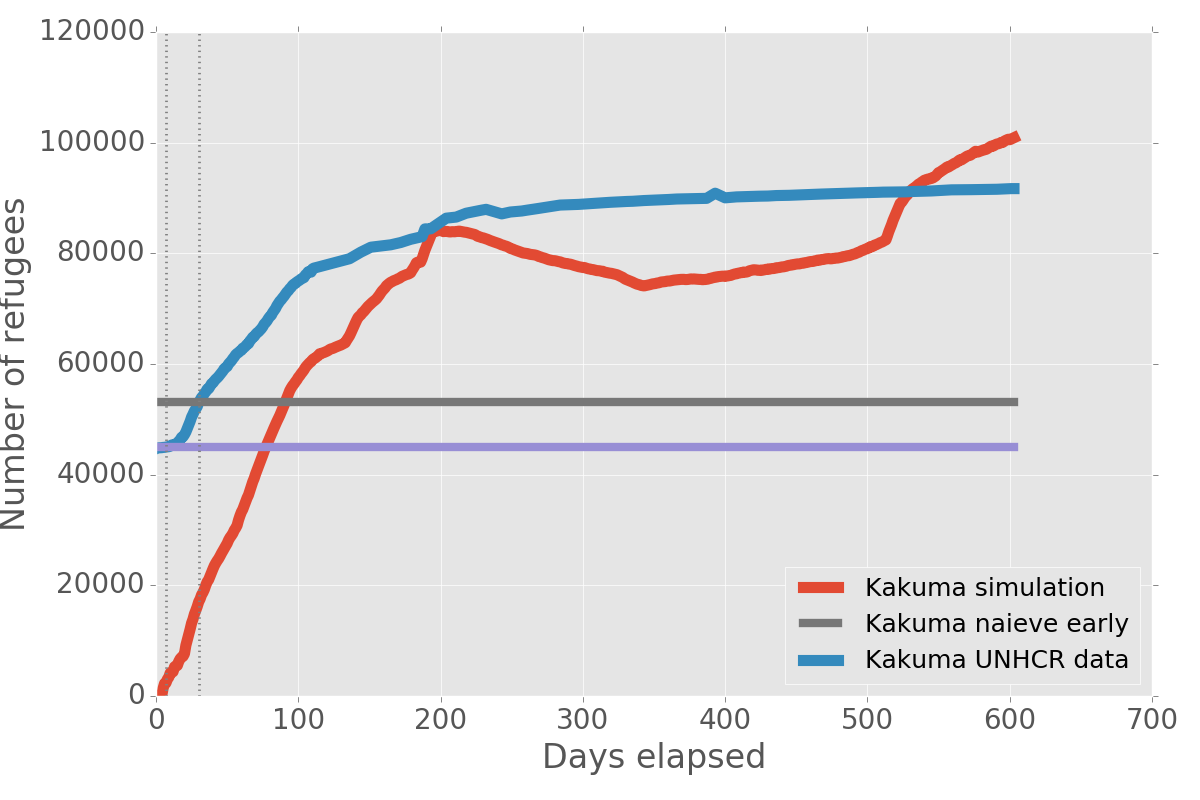 120000
100000
80000
60000
40000
20000
0
Number of refugees
Kakuma simulation
Kakuma naieve early
Kakuma UNHCR data
0 100 200 300 400 500 600 700
Days elapsed